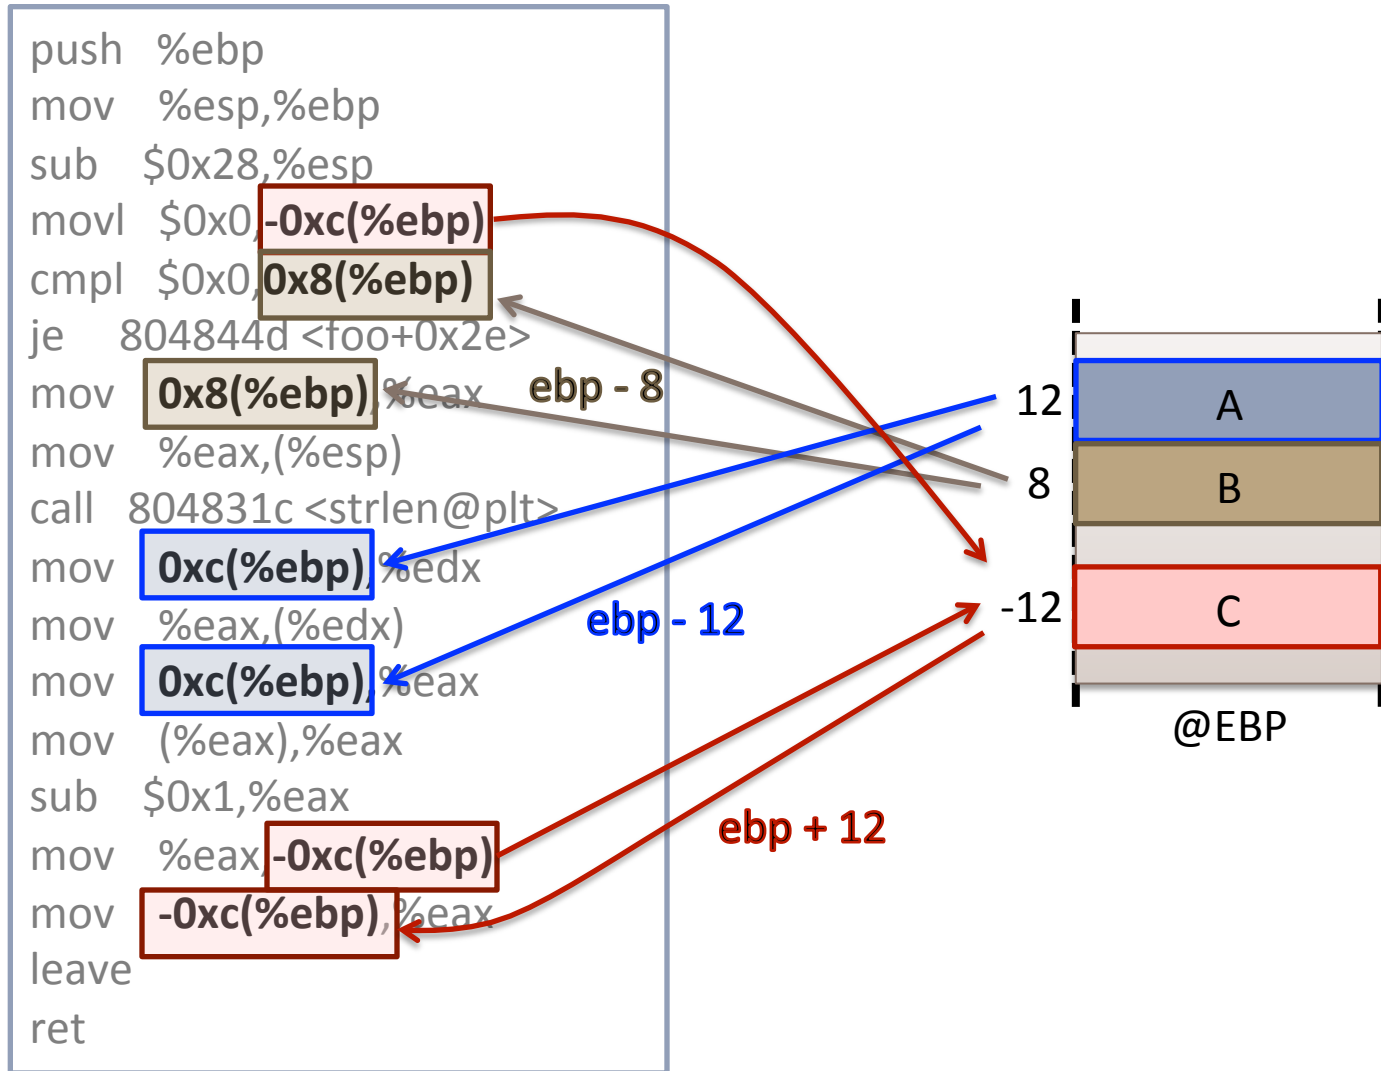 push %ebp
mov %esp,%ebp
sub $0x28,%esp
movl $0x0,-0xc(%ebp)
cmpl $0x0,0x8(%ebp)
je 804844d <foo+0x2e>
mov 0x8(%ebp),%eax
mov %eax,(%esp)
call 804831c <strlen@plt>
mov 0xc(%ebp),%edx
mov %eax,(%edx)
mov 0xc(%ebp),%eax
mov (%eax),%eax
sub $0x1,%eax
mov %eax,-0xc(%ebp)
mov -0xc(%ebp),%eax
leave
ret
ebp - 8
ebp - 12
ebp + 12
12 A
8 B
-12 C
@EBP